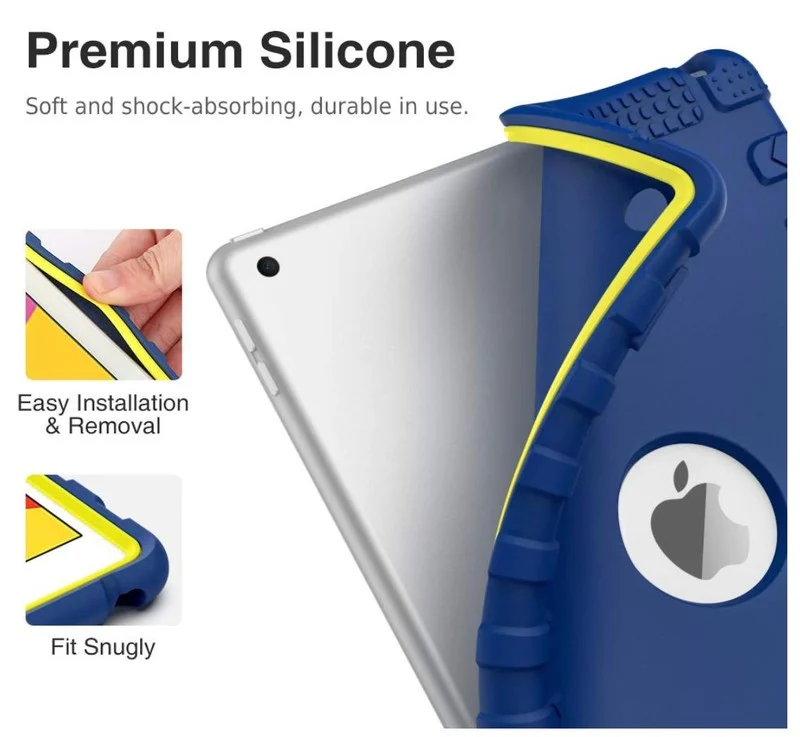 Premium Silicone
Soft and shock-absorbing, durable in use.
Easy Installation
& Removal
Fit Snugly